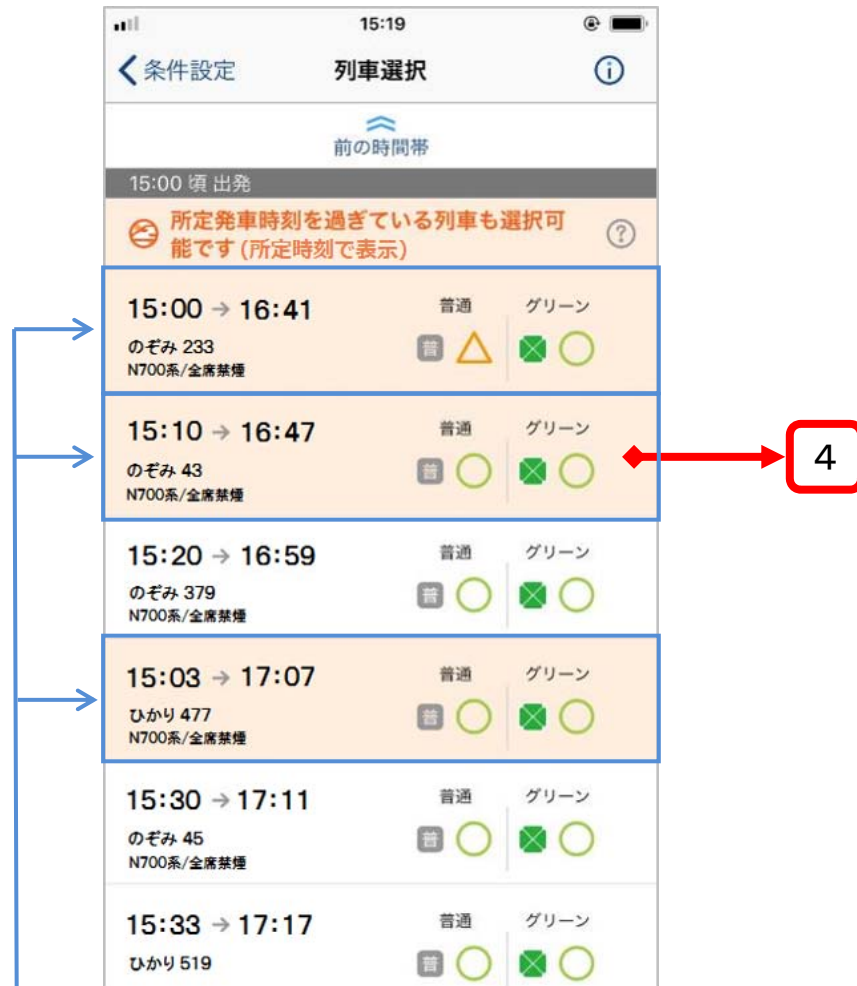 15:19
条件設定 列車選択
前の時間帯
15:00 頃 出発
所定発車時刻を過ぎている列車も選択可
能です (所定時刻で表示)
?
15:00 → 16:41 普通 グリーン
のぞみ 233 普
N700系/全席禁煙
15:10 → 16:47 普通 グリーン
のぞみ 43 普
N700系/全席禁煙
4
15:20 → 16:59 普通 グリーン
のぞみ 379 普
N700系/全席禁煙
15:03 → 17:07 普通 グリーン
ひかり 477 普
N700系/全席禁煙
15:30 → 17:11 普通 グリーン
のぞみ 45 普
N700系/全席禁煙
15:33 → 17:17 普通 グリーン
ひかり 519 普